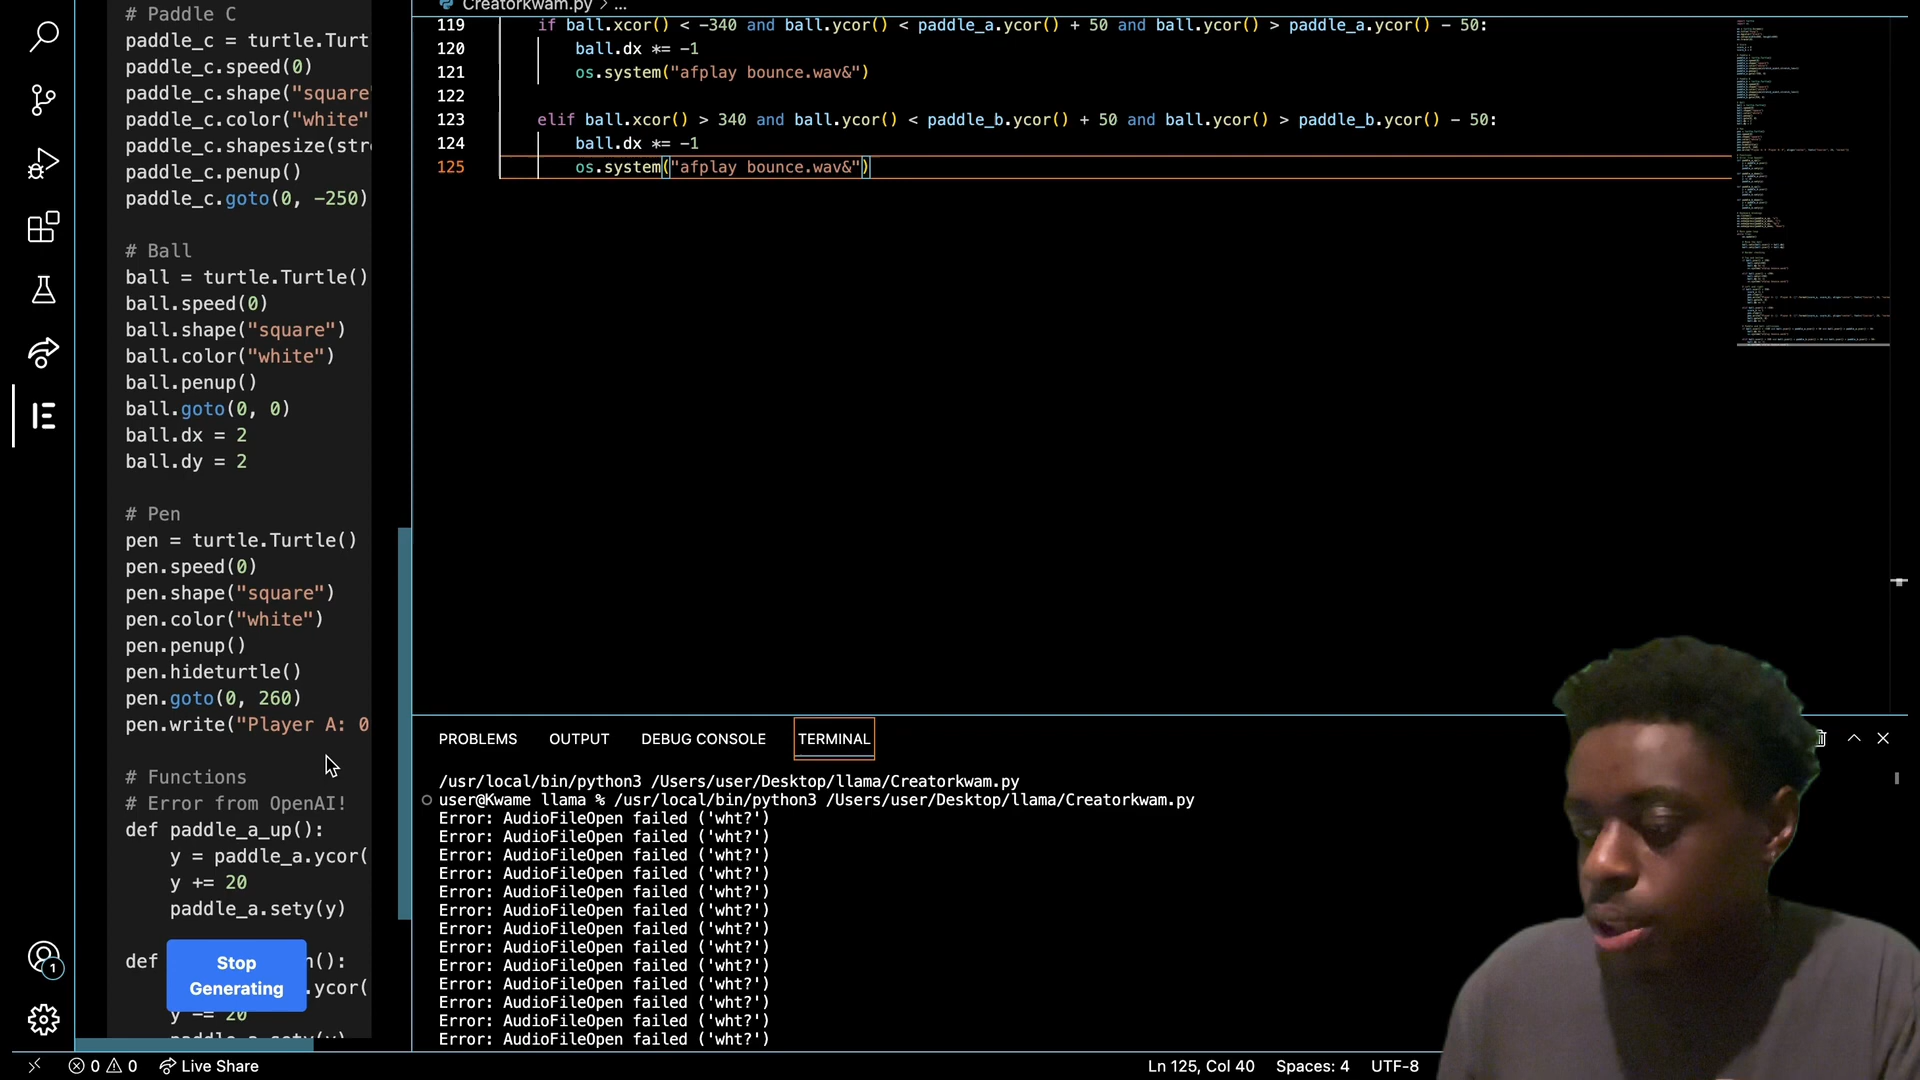 # Paddle C
paddle_c = turtle.Turt
paddle_c.speed(0)
paddle_c.shape("square"
paddle_c.color("white"
paddle_c.shapesize(str
paddle_c.penup()
paddle_c.goto(0, -250)
# Ball
ball = turtle.Turtle()
ball.speed(0)
ball.shape("square")
ball.color("white")
ball.penup()
ball.goto(0, 0)
ball.dx = 2
ball.dy = 2
# Pen
pen = turtle.Turtle()
pen.speed(0)
pen.shape("square")
pen.color("white")
pen.penup()
pen.hideturtle()
pen.goto(0, 260)
pen.write("Player A: 0
# Functions
# Error from OpenAI!
def paddle_a_up():
y = paddle_a.ycor(
y += 20
paddle_a.sety(y)
def
n():
.ycor(
y -= 20
Stop
Generating
Creatorkwam.py > ...
119 if ball.xcor() < -340 and ball.ycor() < paddle_a.ycor() + 50 and ball.ycor() > paddle_a.ycor() - 50:
120 ball.dx *= -1
121 os.system("afplay bounce.wav&")
122
123 elif ball.xcor() > 340 and ball.ycor() < paddle_b.ycor() + 50 and ball.ycor() > paddle_b.ycor() - 50:
124 ball.dx *= -1
125 os.system("afplay bounce.wav&")
PROBLEMS OUTPUT DEBUG CONSOLE TERMINAL
/usr/local/bin/python3 /Users/user/Desktop/llama/Creatorkwam.py
user@Kwame llama % /usr/local/bin/python3 /Users/user/Desktop/llama/Creatorkwam.py
Error: AudioFileOpen failed ('wht?')
Error: AudioFileOpen failed ('wht?')
Error: AudioFileOpen failed ('wht?')
Error: AudioFileOpen failed ('wht?')
Error: AudioFileOpen failed ('wht?')
Error: AudioFileOpen failed ('wht?')
Error: AudioFileOpen failed ('wht?')
Error: AudioFileOpen failed ('wht?')
Error: AudioFileOpen failed ('wht?')
Error: AudioFileOpen failed ('wht?')
Error: AudioFileOpen failed ('wht?')
Error: AudioFileOpen failed ('wht?')
Error: AudioFileOpen failed ('wht?')
1
0 0 Live Share Ln 125, Col 40 Spaces: 4 UTF-8